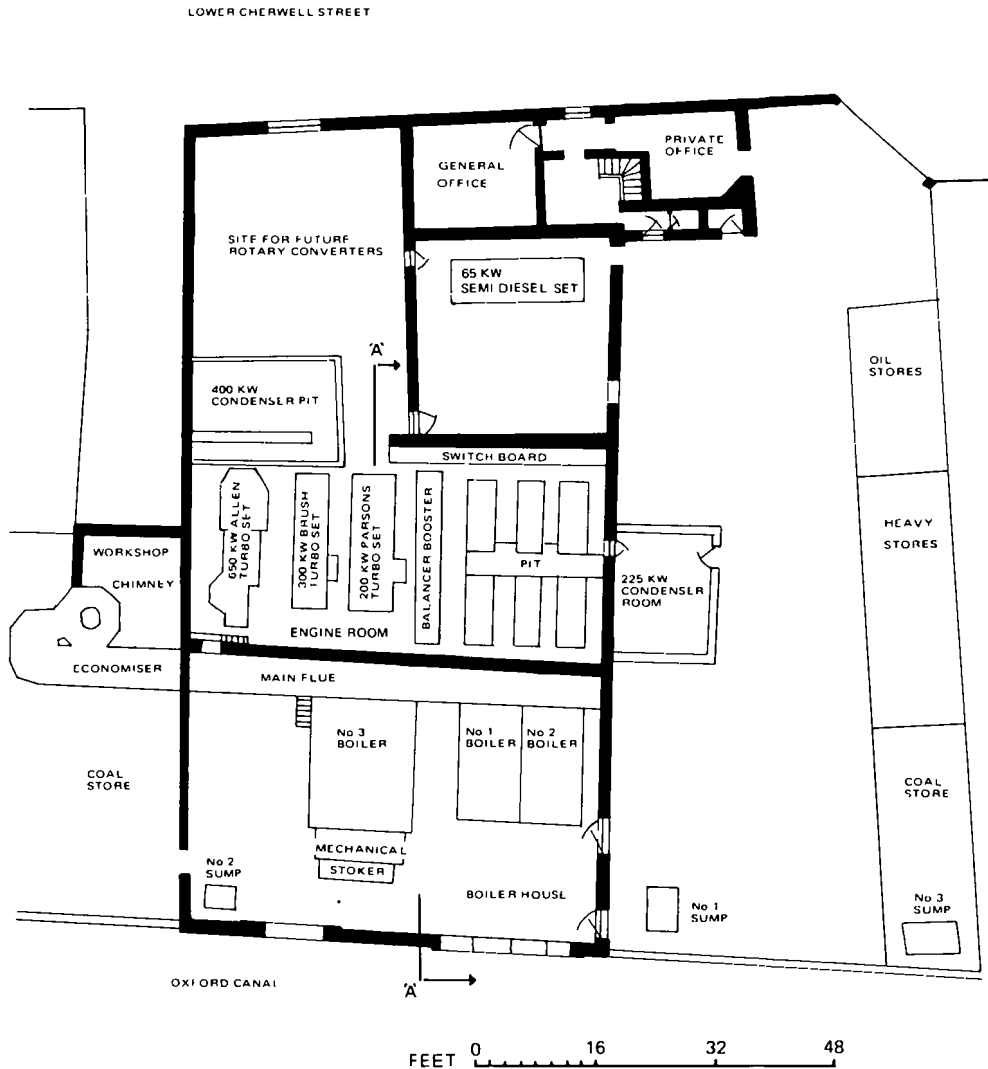 LOWER CHERWELL STREET
PRIVATE
OFFICE
GENERAL
OFFICE
SITE FOR FUTURE
ROTARY CONVERTERS
65 KW
SEMI DIESEL SET
'A'
400 KW
CONDENSER PIT
OIL
STORES
SWITCH BOARD
650 KW ALLEN
TURBO SET
300 KW BRUSH
TURBO SET
200 KW PARSONS
TURBO SET
BALANCER BOOSTER
PIT
HEAVY
STORES
WORKSHOP
CHIMNEY
225 KW
CONDENSER
ROOM
ENGINE ROOM
ECONOMISER
MAIN FLUE
No 3
BOILER
No 1
BOILER
No 2
BOILER
COAL
STORE
COAL
STORE
MECHANICAL
STOKER
No 2
SUMP
BOILER HOUSE
No 1
SUMP
No 3
SUMP
OXFORD CANAL
'A'
FEET 0 16 32 48